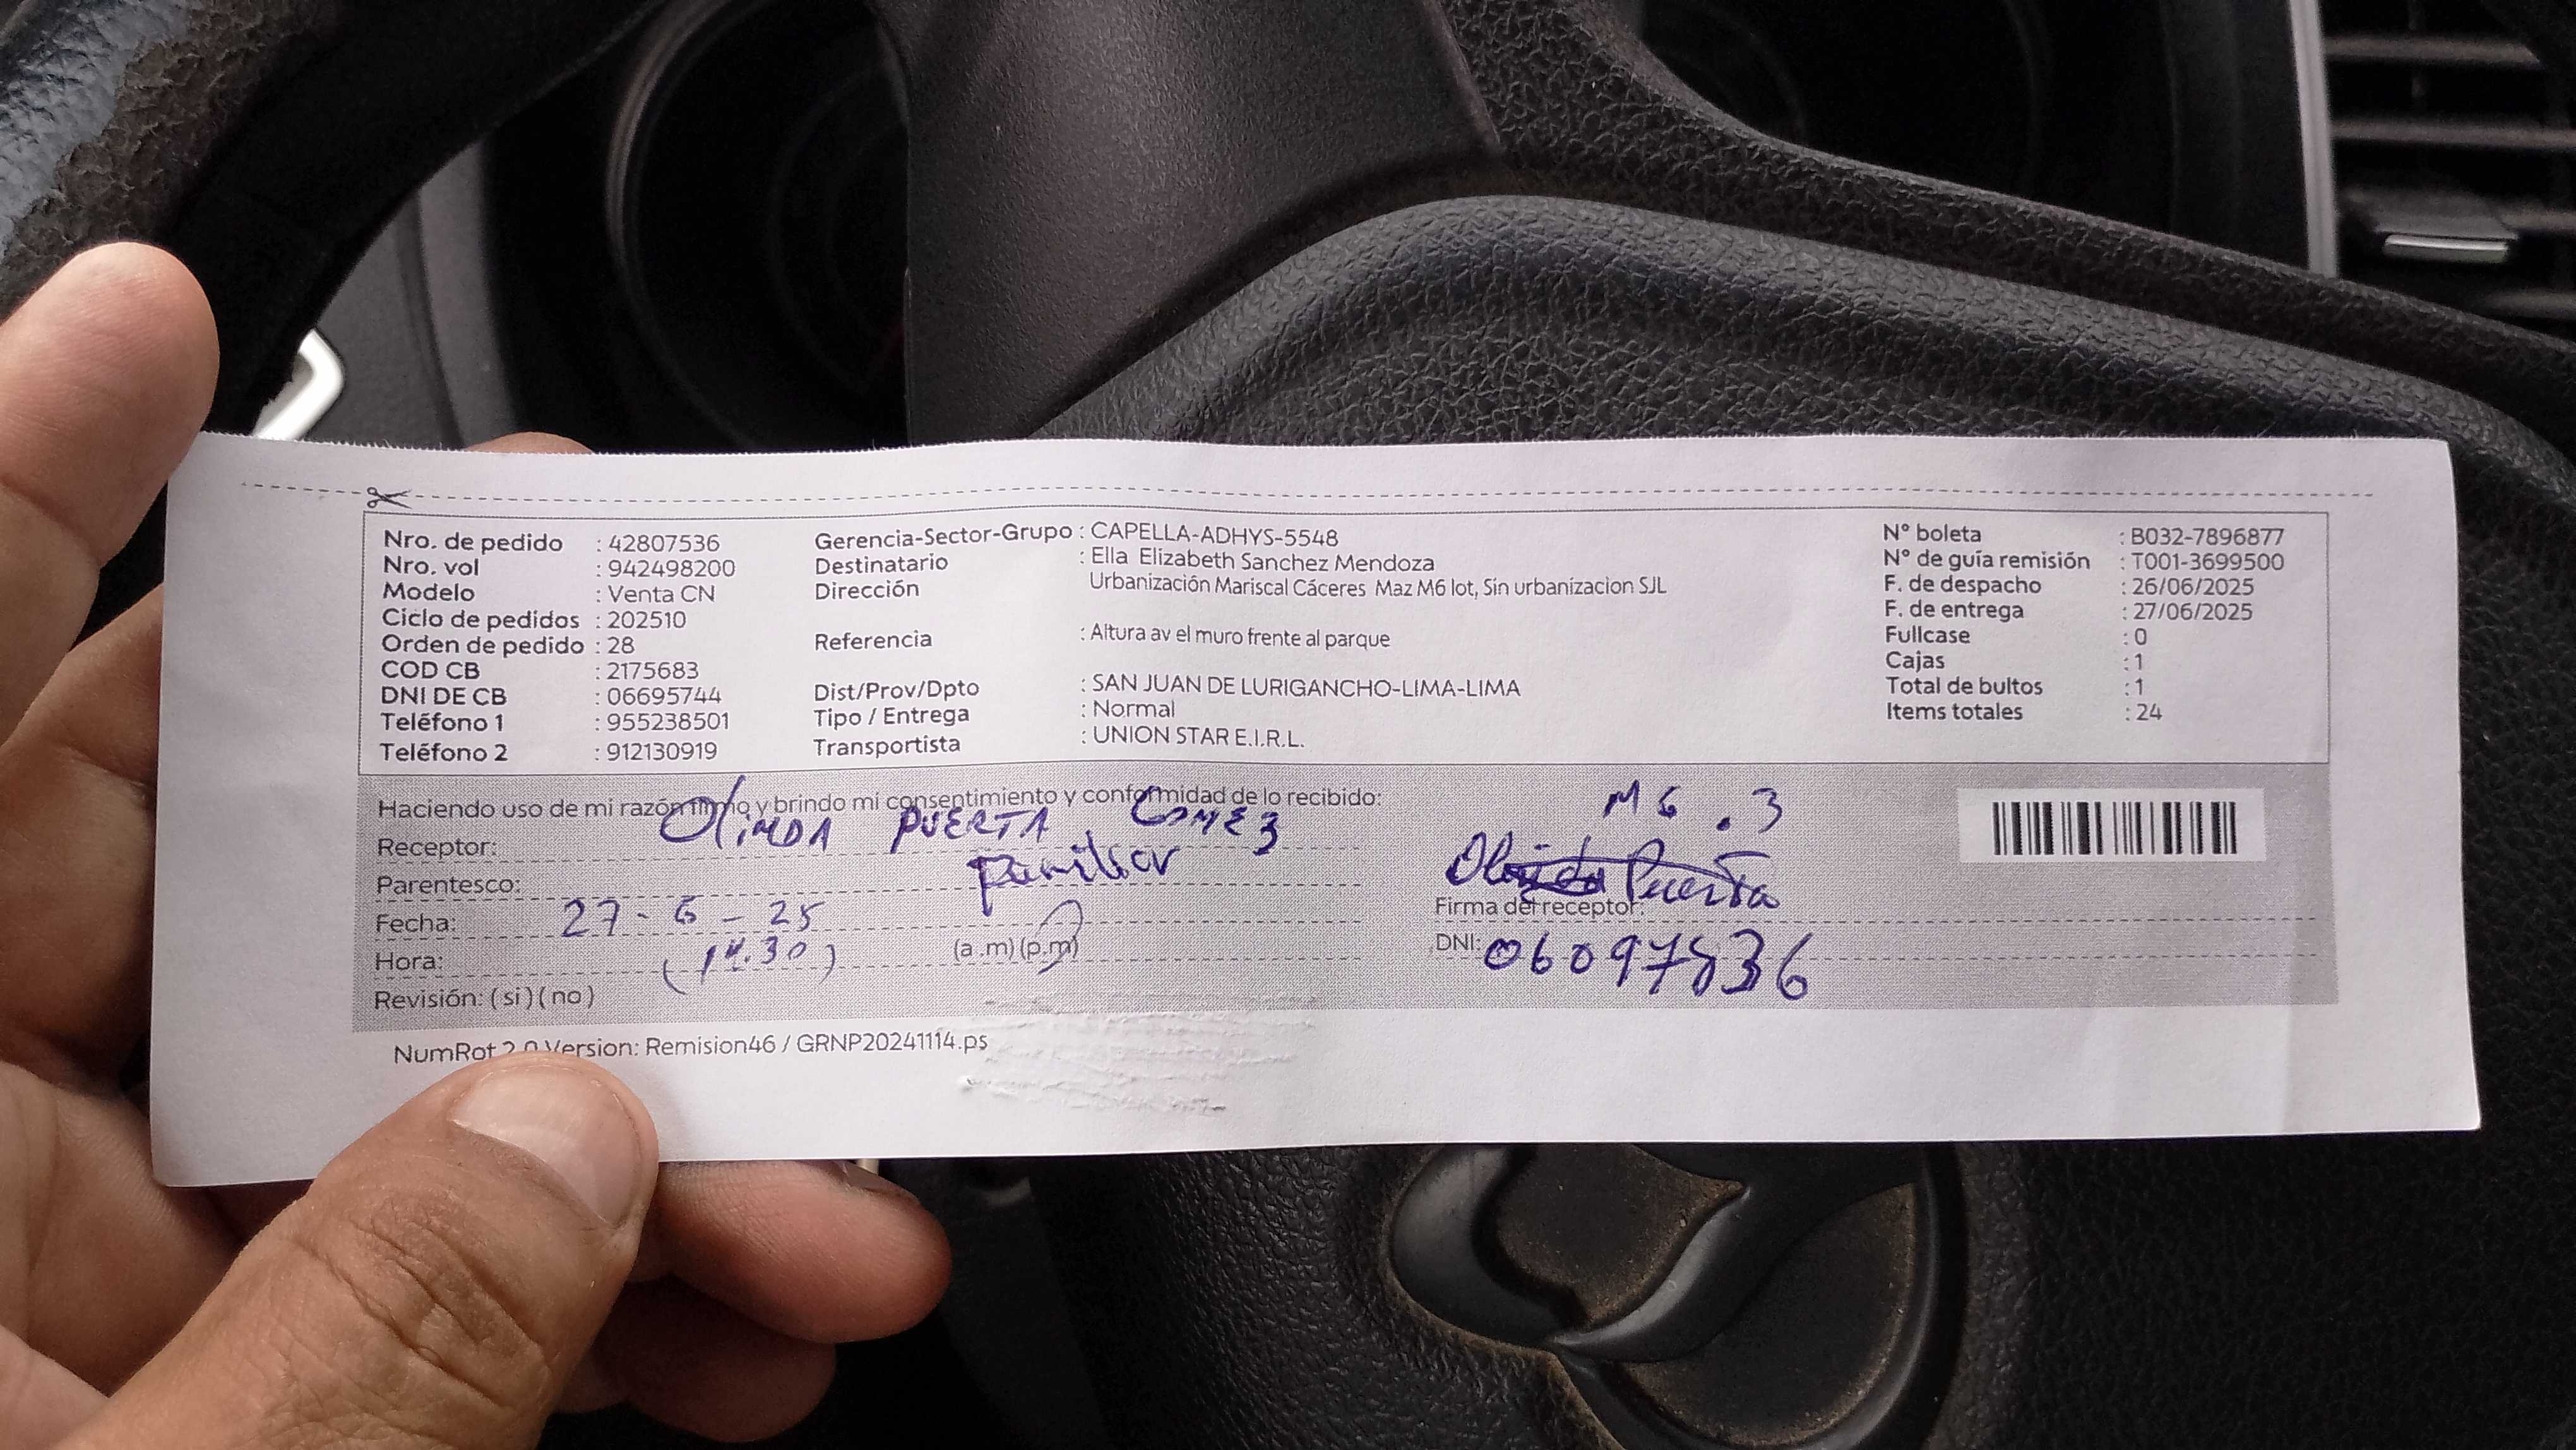 Nro. de pedido : 42807536
Nro. vol : 942498200
Modelo : Venta CN
Ciclo de pedidos : 202510
Orden de pedido : 28
COD CB : 2175683
DNI DE CB : 06695744
Teléfono 1 : 955238501
Teléfono 2 : 912130919
Gerencia-Sector-Grupo : CAPELLA-ADHYS-5548
Destinatario : Ella Elizabeth Sanchez Mendoza
Dirección Urbanización Mariscal Cáceres Maz M6 lot, Sin urbanizacion SJL
Referencia : Altura av el muro frente al parque
Dist/Prov/Dpto : SAN JUAN DE LURIGANCHO-LIMA-LIMA
Tipo / Entrega : Normal
Transportista : UNION STAR E.I.R.L.
N° boleta : B032-7896877
N° de guía remisión : T001-3699500
F. de despacho : 26/06/2025
F. de entrega : 27/06/2025
Fullcase : 0
Cajas : 1
Total de bultos : 1
Items totales : 24
Haciendo uso de mi razón firmo y brindo mi consentimiento y conformidad de lo recibido:
Receptor: OlinDA PUERTA GOMEZ
Parentesco: familiar
Fecha: 27-6-25
Hora: (14.30) (a.m) (p.m)
Revisión: (si) (no)
M6.3
Olinda Puerta
Firma del receptor:
DNI: 06097836
NumRot 2.0 Version: Remision46 / GRNP20241114.ps